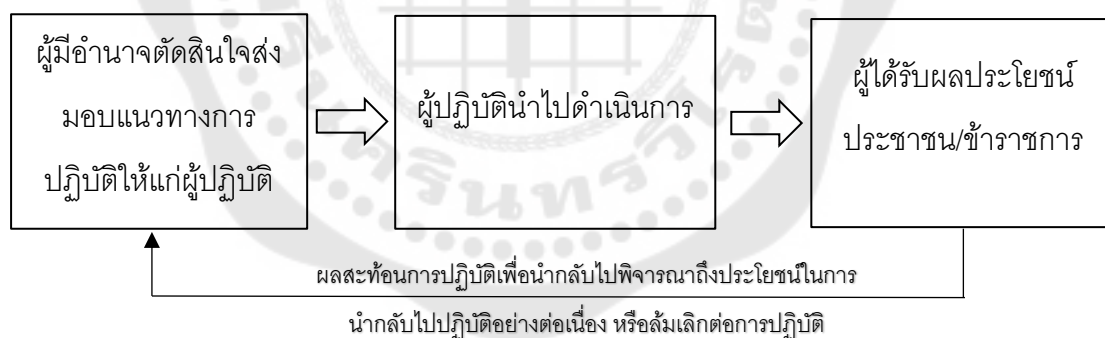 ผู้มีอำนาจตัดสินใจส่ง
มอบแนวทางการ
ปฏิบัติให้แก่ผู้ปฏิบัติ
ผู้ปฏิบัตินำไปดำเนินการ
ผู้ได้รับผลประโยชน์
ประชาชน/ข้าราชการ
ผลสะท้อนการปฏิบัติเพื่อนำกลับไปพิจารณาถึงประโยชน์ในการ
นำกลับไปปฏิบัติอย่างต่อเนื่อง หรือล้มเลิกต่อการปฏิบัติ